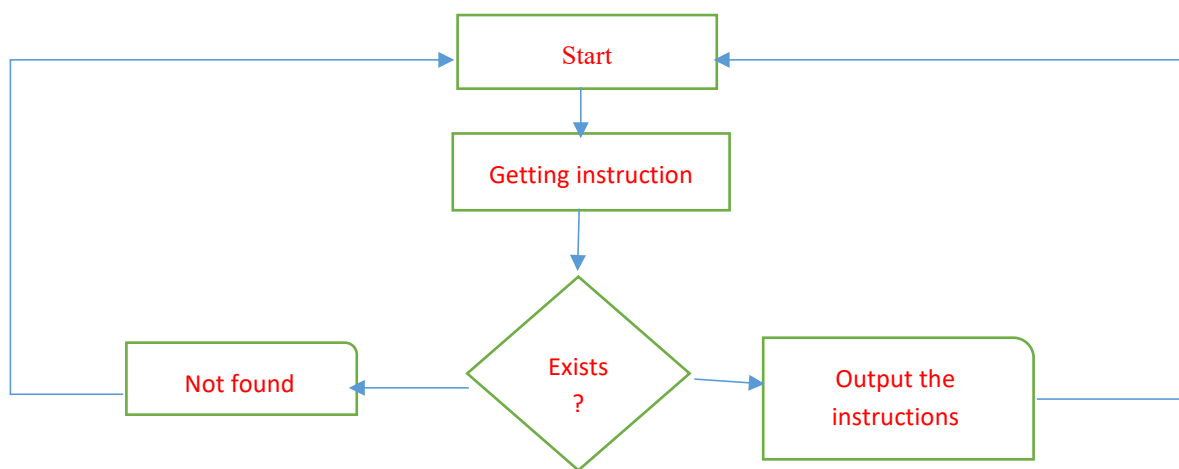 Start
Getting instruction
Exists
?
Not found
Output the
instructions